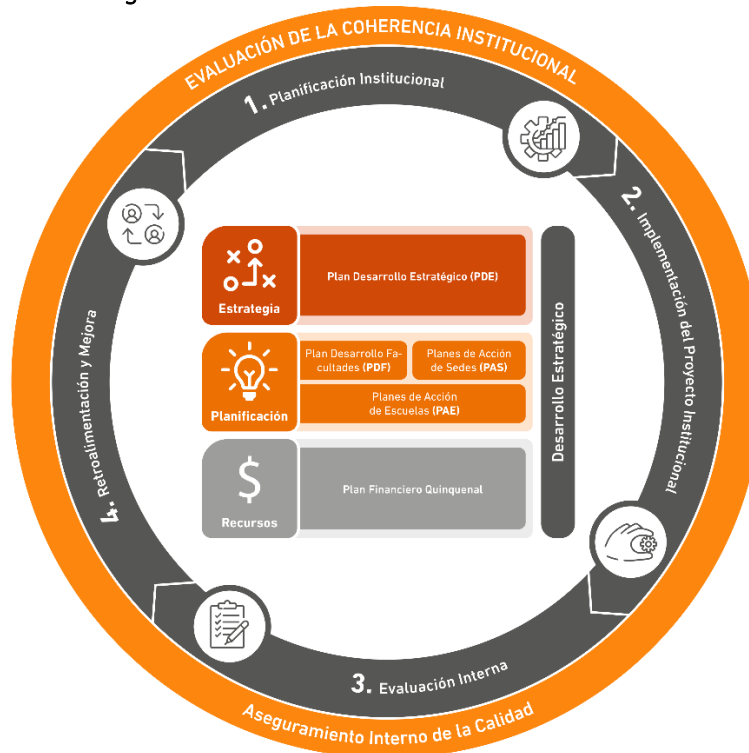 EVALUACIÓN DE LA COHERENCIA INSTITUCIONAL
1. Planificación Institucional
2. Implementación del Proyecto Institucional
3. Evaluación Interna
4. Retroalimentación y Mejora
Estrategia
Plan Desarrollo Estratégico (PDE)
Planificación
Plan Desarrollo Fa-
cultades (PDF)
Planes de Acción
de Sedes (PAS)
Planes de Acción
de Escuelas (PAE)
$
Recursos
Plan Financiero Quinquenal
Desarrollo Estratégico
Aseguramiento Interno de la Calidad